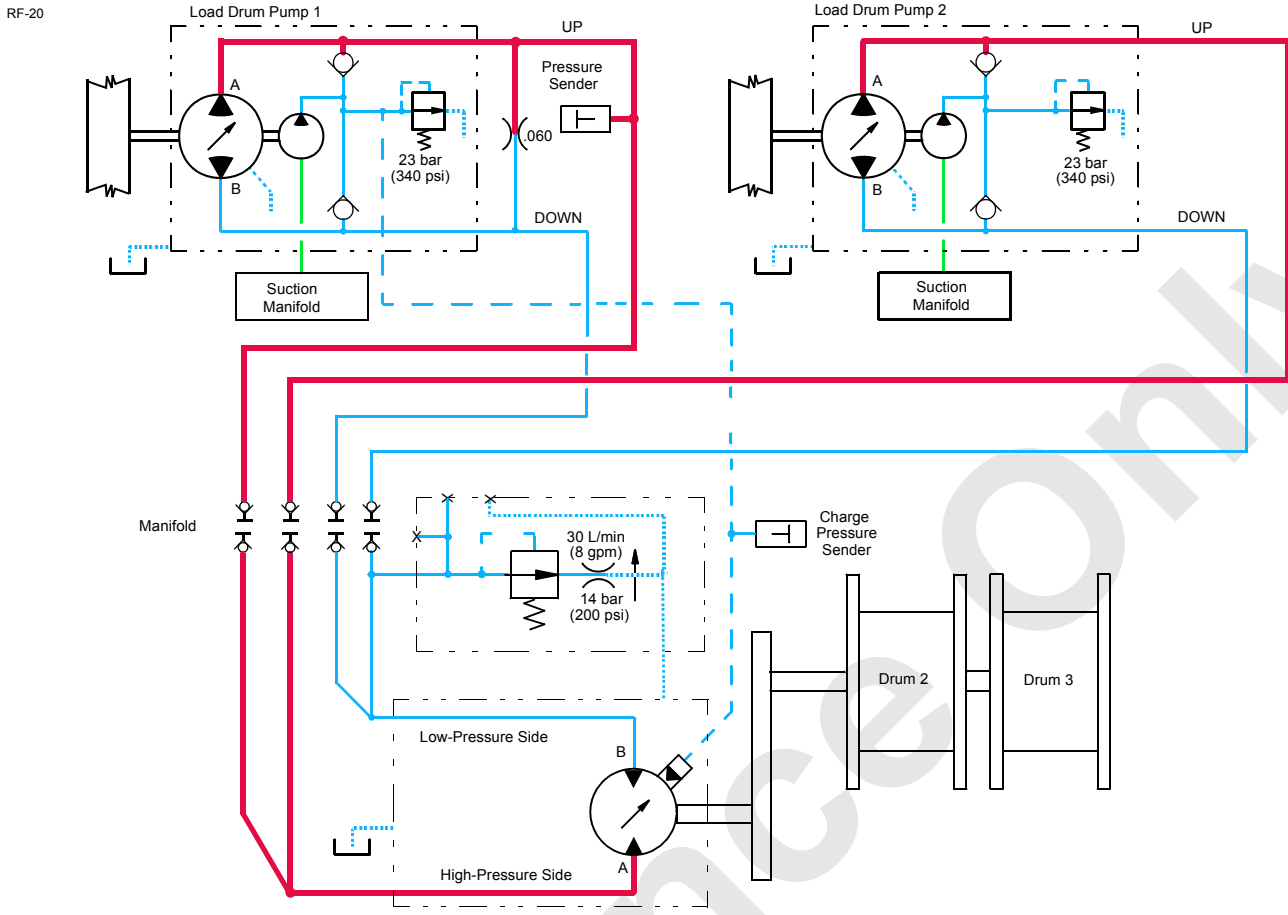 RF-20
Load Drum Pump 1
Load Drum Pump 2
UP
UP
A
Pressure
Sender
A
.060
23 bar
(340 psi)
23 bar
(340 psi)
B
B
DOWN
DOWN
Suction
Manifold
Suction
Manifold
Manifold
30 L/min
(8 gpm)
14 bar
(200 psi)
Charge
Pressure
Sender
Drum 2
Drum 3
Low-Pressure Side
B
A
High-Pressure Side
nce Only